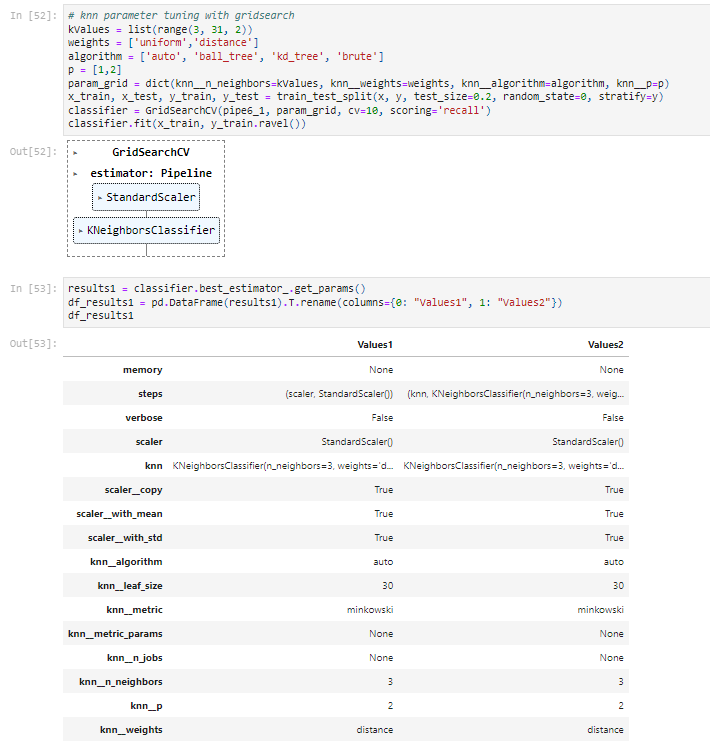 In [52]: # knn parameter tuning with gridsearch
kValues = list(range(3, 31, 2))
weights = ['uniform','distance']
algorithm = ['auto', 'ball_tree', 'kd_tree', 'brute']
p = [1,2]
param_grid = dict(knn__n_neighbors=kValues, knn__weights=weights, knn__algorithm=algorithm, knn__p=p)
x_train, x_test, y_train, y_test = train_test_split(x, y, test_size=0.2, random_state=0, stratify=y)
classifier = GridSearchCV(pipe6_1, param_grid, cv=10, scoring='recall')
classifier.fit(x_train, y_train.ravel())
Out[52]: ▸ GridSearchCV
▸ estimator: Pipeline
▸ StandardScaler
▸ KNeighborsClassifier
In [53]: results1 = classifier.best_estimator_.get_params()
df_results1 = pd.DataFrame(results1).T.rename(columns={0: "Values1", 1: "Values2"})
df_results1
Out[53]: Values1 Values2
memory None None
steps (scaler, StandardScaler()) (knn, KNeighborsClassifier(n_neighbors=3, weig...
verbose False False
scaler StandardScaler() StandardScaler()
knn KNeighborsClassifier(n_neighbors=3, weights='d... KNeighborsClassifier(n_neighbors=3, weights='d...
scaler__copy True True
scaler__with_mean True True
scaler__with_std True True
knn__algorithm auto auto
knn__leaf_size 30 30
knn__metric minkowski minkowski
knn__metric_params None None
knn__n_jobs None None
knn__n_neighbors 3 3
knn__p 2 2
knn__weights distance distance